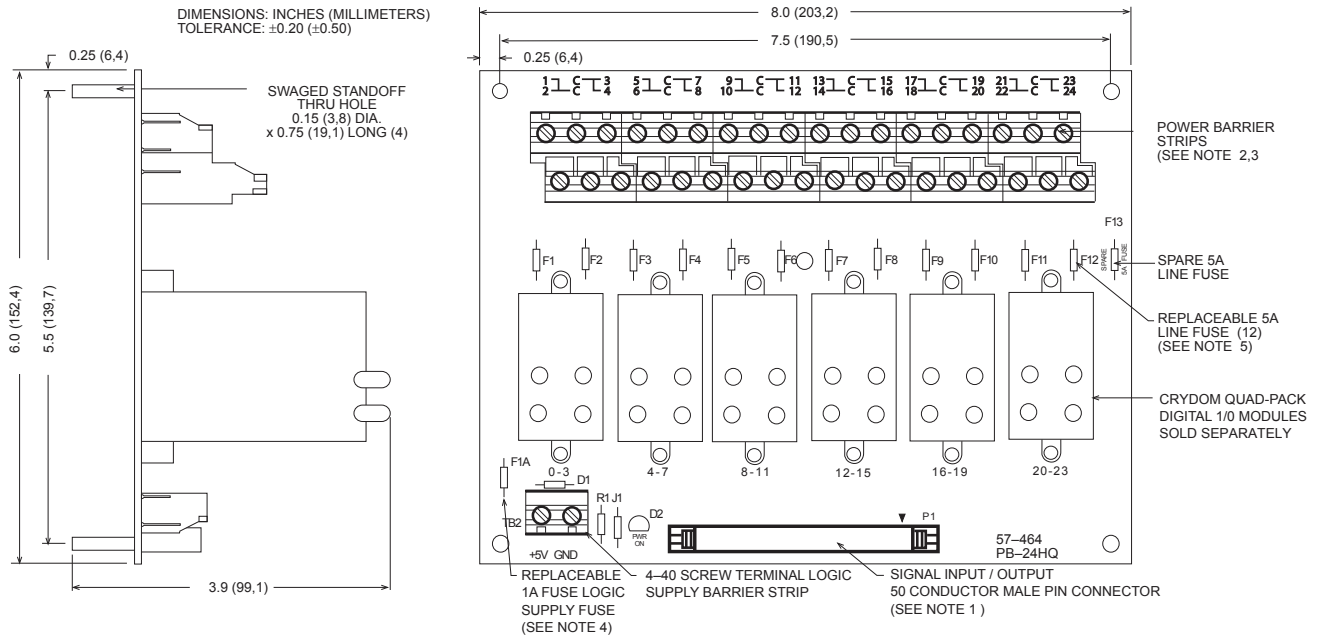 DIMENSIONS: INCHES (MILLIMETERS)
TOLERANCE: ±0.20 (±0.50)
8.0 (203,2)
7.5 (190,5)
0.25 (6,4)
0.25 (6,4)
SWAGED STANDOFF
THRU HOLE
0.15 (3,8) DIA.
x 0.75 (19,1) LONG (4)
6.0 (152,4)
5.5 (139,7)
3.9 (99,1)
1 C 3 5 C 7 9 C 11 13 C 15 17 C 19 21 C 23
2 C 4 6 C 8 10 C 12 14 C 16 18 C 20 22 C 24
POWER BARRIER
STRIPS
(SEE NOTE 2,3
F13
F1 F2 F3 F4 F5 F6 F7 F8 F9 F10 F11 F12
SPARE
5A FUSE
SPARE 5A
LINE FUSE
REPLACEABLE 5A
LINE FUSE (12)
(SEE NOTE 5)
CRYDOM QUAD-PACK
DIGITAL 1/0 MODULES
SOLD SEPARATELY
0-3 4-7 8-11 12-15 16-19 20-23
F1A
D1
R1 J1
D2
TB2
PWR
ON
P1
+5V GND
57–464
PB–24HQ
REPLACEABLE
1A FUSE LOGIC
SUPPLY FUSE
(SEE NOTE 4)
4–40 SCREW TERMINAL LOGIC
SUPPLY BARRIER STRIP
SIGNAL INPUT / OUTPUT
50 CONDUCTOR MALE PIN CONNECTOR
(SEE NOTE 1 )